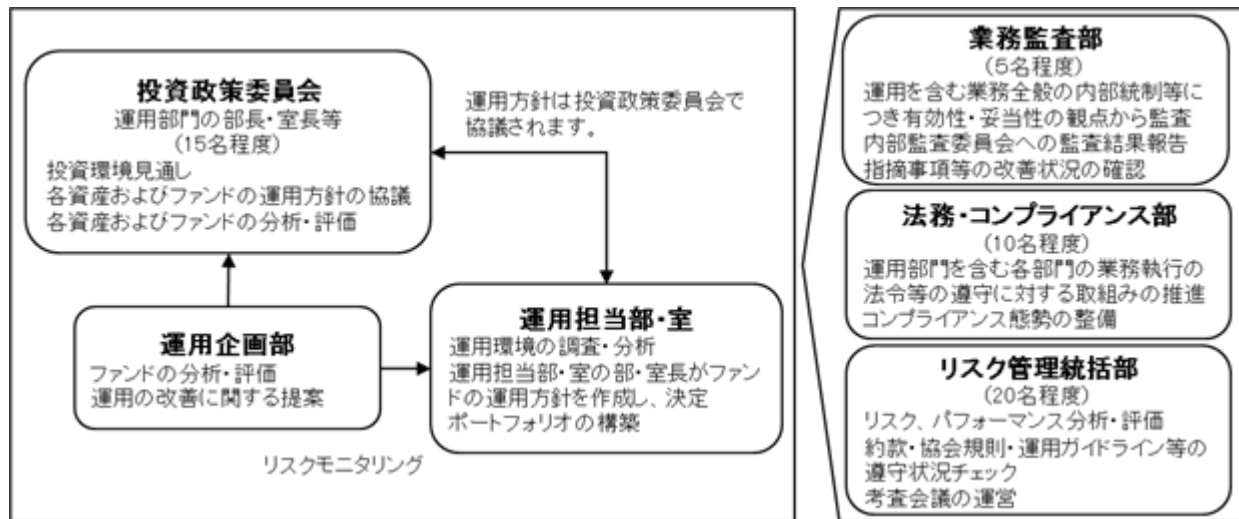 投資政策委員会
運用部門の部長・室長等
(15名程度)
投資環境見通し
各資産およびファンドの運用方針の協議
各資産およびファンドの分析・評価
運用方針は投資政策委員会で
協議されます。
運用企画部
ファンドの分析・評価
運用の改善に関する提案
運用担当部・室
運用環境の調査・分析
運用担当部・室の部・室長がファン
ドの運用方針を作成し、決定
ポートフォリオの構築
リスクモニタリング
業務監査部
(5名程度)
運用を含む業務全般の内部統制等に
つき有効性・妥当性の観点から監査
内部監査委員会への監査結果報告
指摘事項等の改善状況の確認
法務・コンプライアンス部
(10名程度)
運用部門を含む各部門の業務執行の
法令等の遵守に対する取組みの推進
コンプライアンス態勢の整備
リスク管理統括部
(20名程度)
リスク、パフォーマンス分析・評価
約款・協会規則・運用ガイドライン等の
遵守状況チェック
考査会議の運営